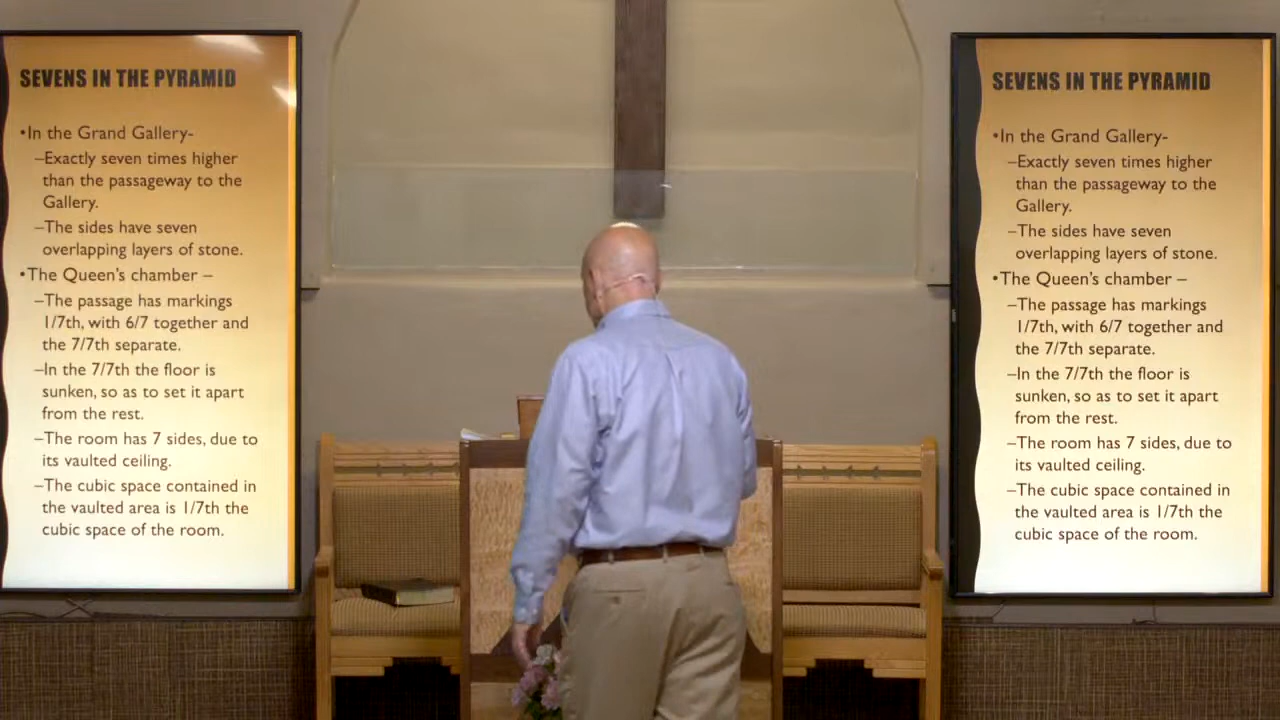 SEVENS IN THE PYRAMID
•In the Grand Gallery-
–Exactly seven times higher
than the passageway to the
Gallery.
–The sides have seven
overlapping layers of stone.
•The Queen's chamber –
–The passage has markings
1/7th, with 6/7 together and
the 7/7th separate.
–In the 7/7th the floor is
sunken, so as to set it apart
from the rest.
–The room has 7 sides, due to
its vaulted ceiling.
–The cubic space contained in
the vaulted area is 1/7th the
cubic space of the room.
SEVENS IN THE PYRAMID
•In the Grand Gallery-
–Exactly seven times higher
than the passageway to the
Gallery.
–The sides have seven
overlapping layers of stone.
•The Queen's chamber –
–The passage has markings
1/7th, with 6/7 together and
the 7/7th separate.
–In the 7/7th the floor is
sunken, so as to set it apart
from the rest.
–The room has 7 sides, due to
its vaulted ceiling.
–The cubic space contained in
the vaulted area is 1/7th the
cubic space of the room.